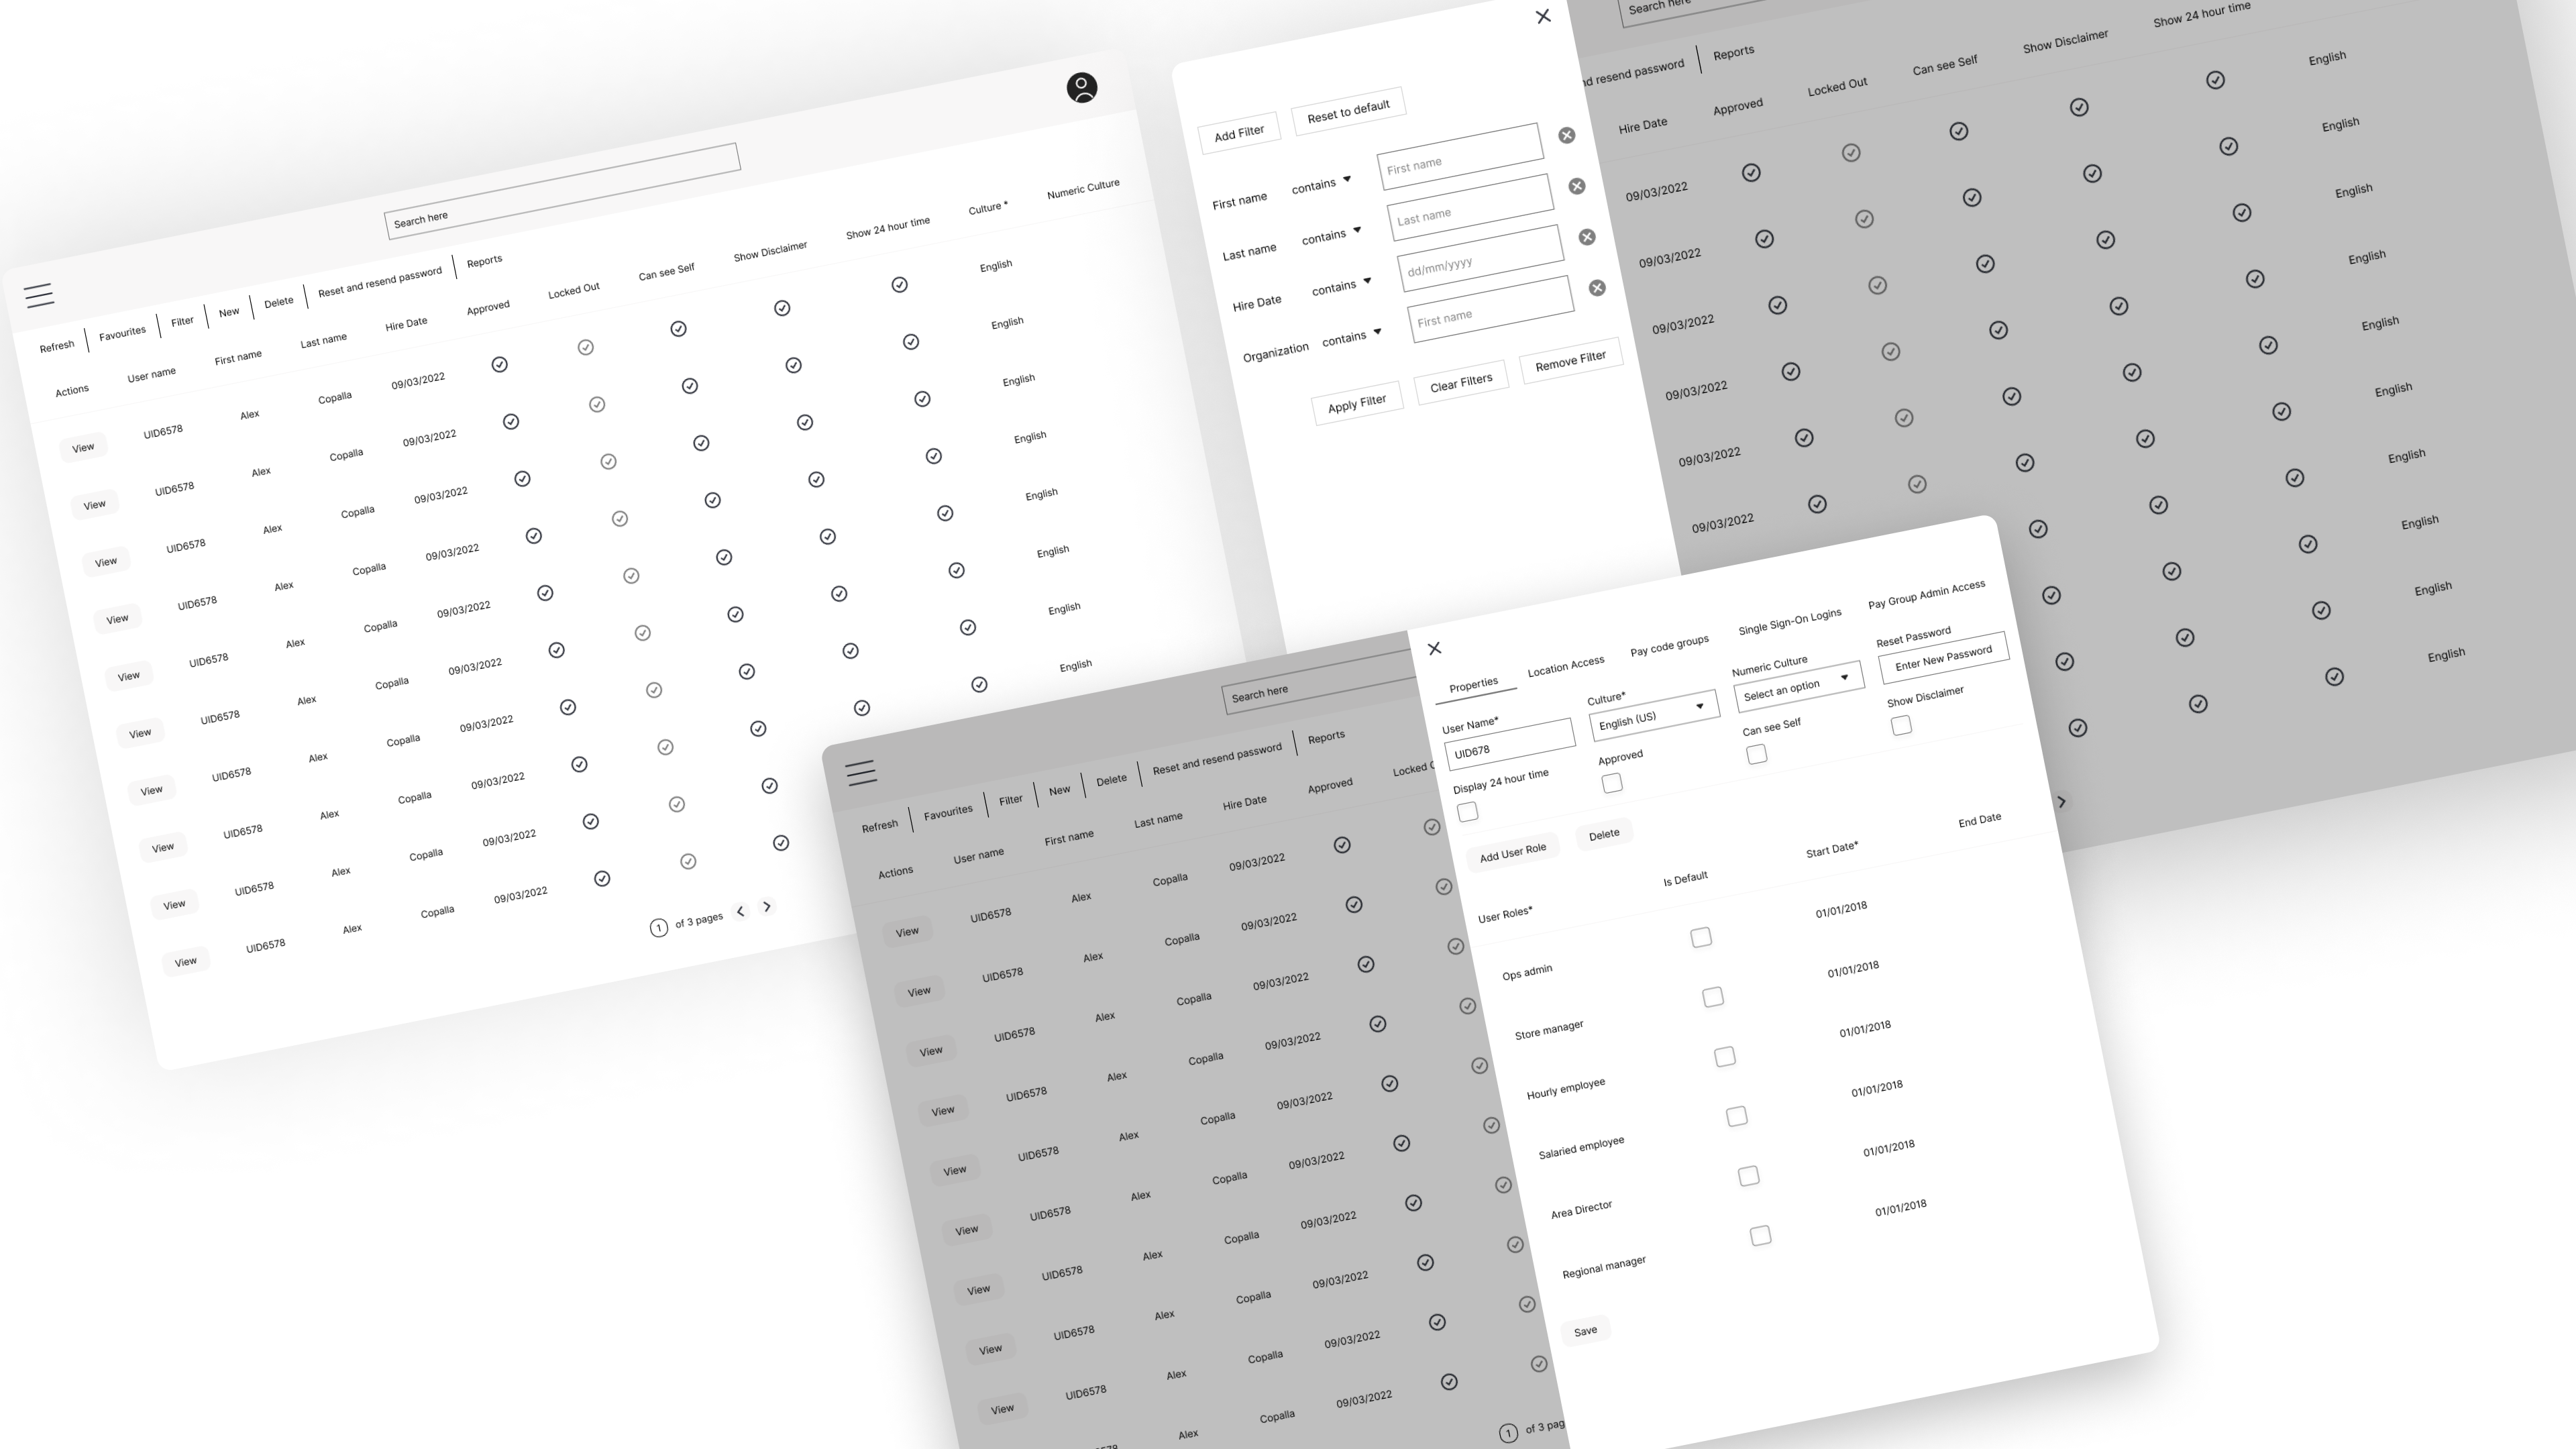 Search here
Refresh Favourites Filter New Delete Reset and resend password Reports
Actions User name First name Last name Hire Date Approved Locked Out Can see Self Show Disclaimer Show 24 hour time Culture * Numeric Culture
View UID6578 Alex Copalla 09/03/2022 English
View UID6578 Alex Copalla 09/03/2022 English
View UID6578 Alex Copalla 09/03/2022 English
View UID6578 Alex Copalla 09/03/2022 English
View UID6578 Alex Copalla 09/03/2022 English
View UID6578 Alex Copalla 09/03/2022 English
View UID6578 Alex Copalla 09/03/2022 English
View UID6578 Alex Copalla 09/03/2022 English
View UID6578 Alex Copalla 09/03/2022
View UID6578 Alex Copalla 09/03/2022
1 of 3 pages
Add Filter Reset to default
First name contains First name
Last name contains Last name
Hire Date contains dd/mm/yyyy
Organization contains First name
Apply Filter Clear Filters Remove Filter
Search here
nd resend password Reports
Hire Date Approved Locked Out Can see Self Show Disclaimer Show 24 hour time
09/03/2022 English
09/03/2022 English
09/03/2022 English
09/03/2022 English
09/03/2022 English
09/03/2022 English
English
English
English
English
Search here
Refresh Favourites Filter New Delete Reset and resend password Reports
Actions User name First name Last name Hire Date Approved Locked O
View UID6578 Alex Copalla 09/03/2022
View UID6578 Alex Copalla 09/03/2022
View UID6578 Alex Copalla 09/03/2022
View UID6578 Alex Copalla 09/03/2022
View UID6578 Alex Copalla 09/03/2022
View UID6578 Alex Copalla 09/03/2022
View UID6578 Alex Copalla 09/03/2022
View UID6578 Alex Copalla 09/03/2022
View UID6578 Alex Copalla 09/03/2022
578 Alex Copalla 09/03/2022
1 of 3 pag
Properties Location Access Pay code groups Single Sign-On Logins Pay Group Admin Access
User Name* Culture* Numeric Culture Reset Password
UID678 English (US) Select an option Enter New Password
Display 24 hour time Approved Can see Self Show Disclaimer
Add User Role Delete
User Roles* Is Default Start Date* End Date
Ops admin 01/01/2018
Store manager 01/01/2018
Hourly employee 01/01/2018
Salaried employee 01/01/2018
Area Director 01/01/2018
Regional manager 01/01/2018
Save